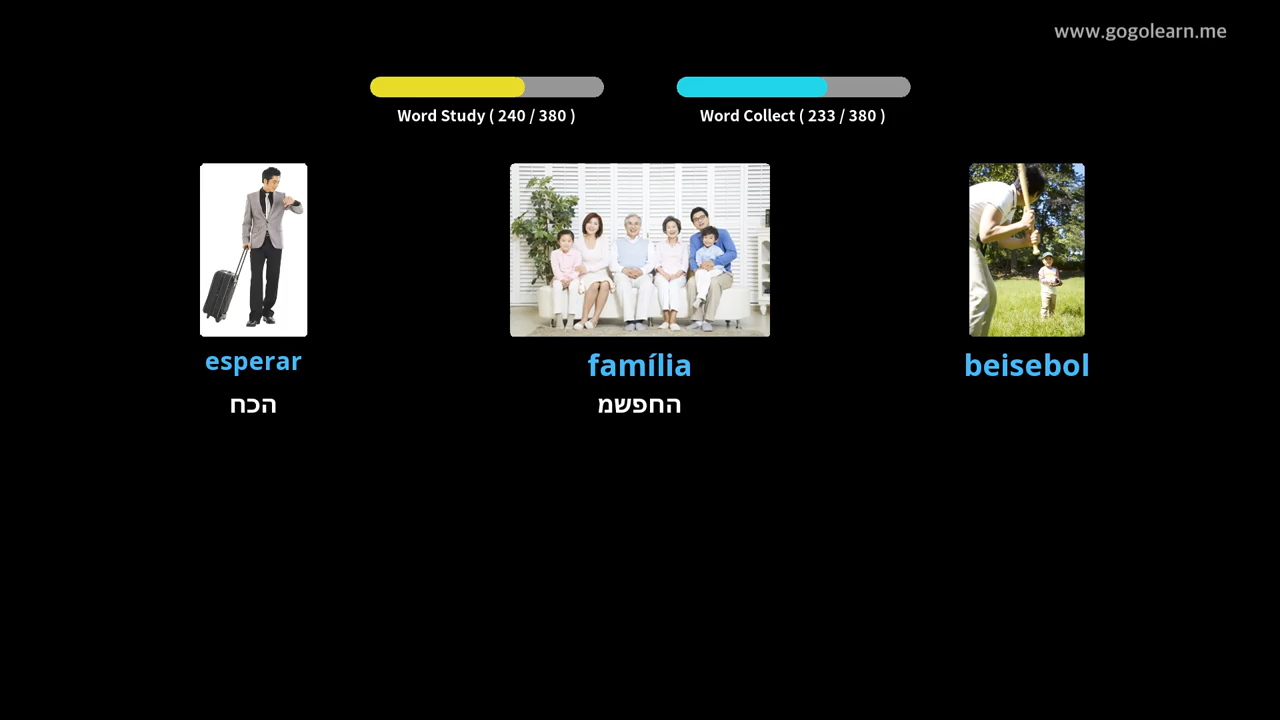 www.gogolearn.me
Word Study ( 240 / 380 )
Word Collect ( 233 / 380 )
esperar
família
beisebol
הכח
החפשמ